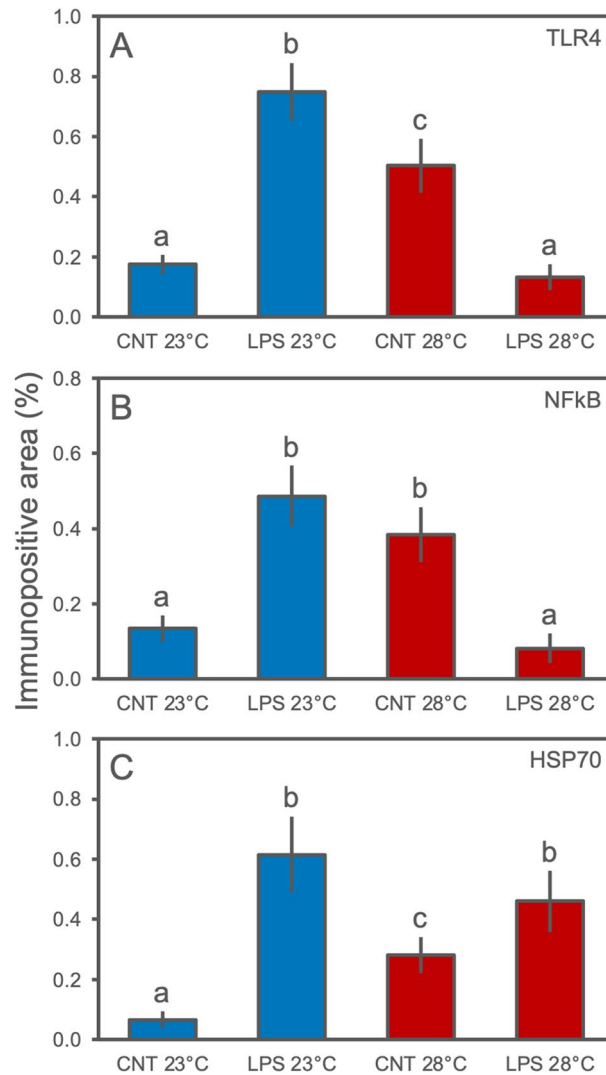 Immunopositive area (%)
A
TLR4
1.0
0.8
0.6
0.4
0.2
0.0
a
b
c
a
CNT 23°C LPS 23°C CNT 28°C LPS 28°C
B
NFkB
0.8
0.6
0.4
0.2
0.0
a
b
b
a
CNT 23°C LPS 23°C CNT 28°C LPS 28°C
C
HSP70
1.0
0.8
0.6
0.4
0.2
0.0
a
b
c
b
CNT 23°C LPS 23°C CNT 28°C LPS 28°C